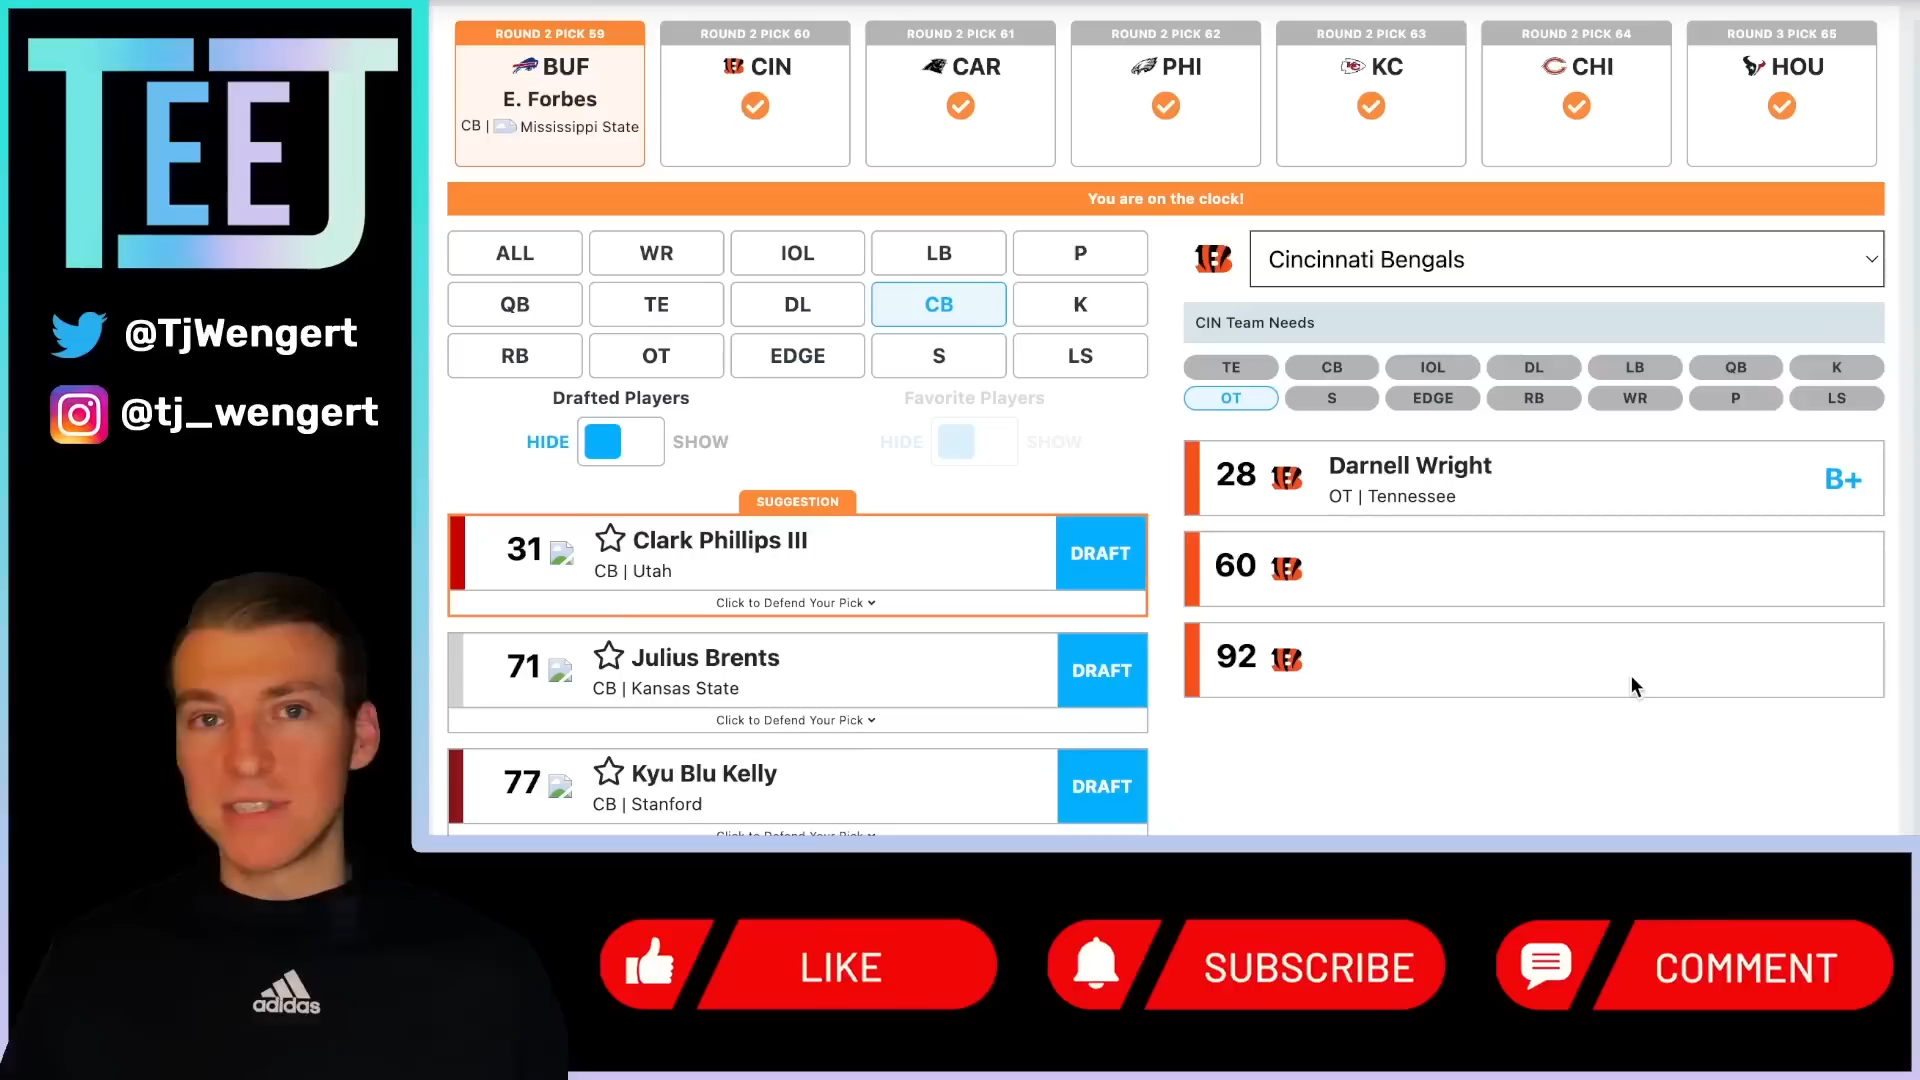 TEEJ
@TjWengert
@tj_wengert
adidas
ROUND 2 PICK 59
BUF
E. Forbes
CB | Mississippi State
ROUND 2 PICK 60
CIN
ROUND 2 PICK 61
CAR
ROUND 2 PICK 62
PHI
ROUND 2 PICK 63
KC
ROUND 2 PICK 64
CHI
ROUND 3 PICK 65
HOU
You are on the clock!
ALL
WR
IOL
LB
P
QB
TE
DL
CB
K
RB
OT
EDGE
S
LS
Drafted Players
HIDE
SHOW
Favorite Players
HIDE
SHOW
SUGGESTION
31
Clark Phillips III
CB | Utah
DRAFT
Click to Defend Your Pick
71
Julius Brents
CB | Kansas State
DRAFT
Click to Defend Your Pick
77
Kyu Blu Kelly
CB | Stanford
DRAFT
Click to Defend Your Pick
Cincinnati Bengals
CIN Team Needs
TE
CB
IOL
DL
LB
QB
K
OT
S
EDGE
RB
WR
P
LS
28
Darnell Wright
OT | Tennessee
B+
60
92
LIKE
SUBSCRIBE
COMMENT